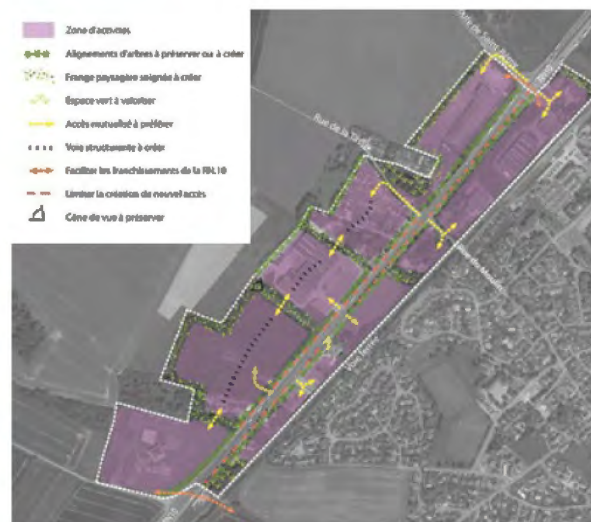 Zone d'activités
Alignements d'arbres à préserver ou à créer
Frange paysagère soignée à créer
Espace vert à valoriser
Accès mutualisé à préférer
Voie structurante à créer
Faciliter les franchissements de la RN.10
Limiter la création de nouvel accès
Cône de vue à préserver
Rue de la